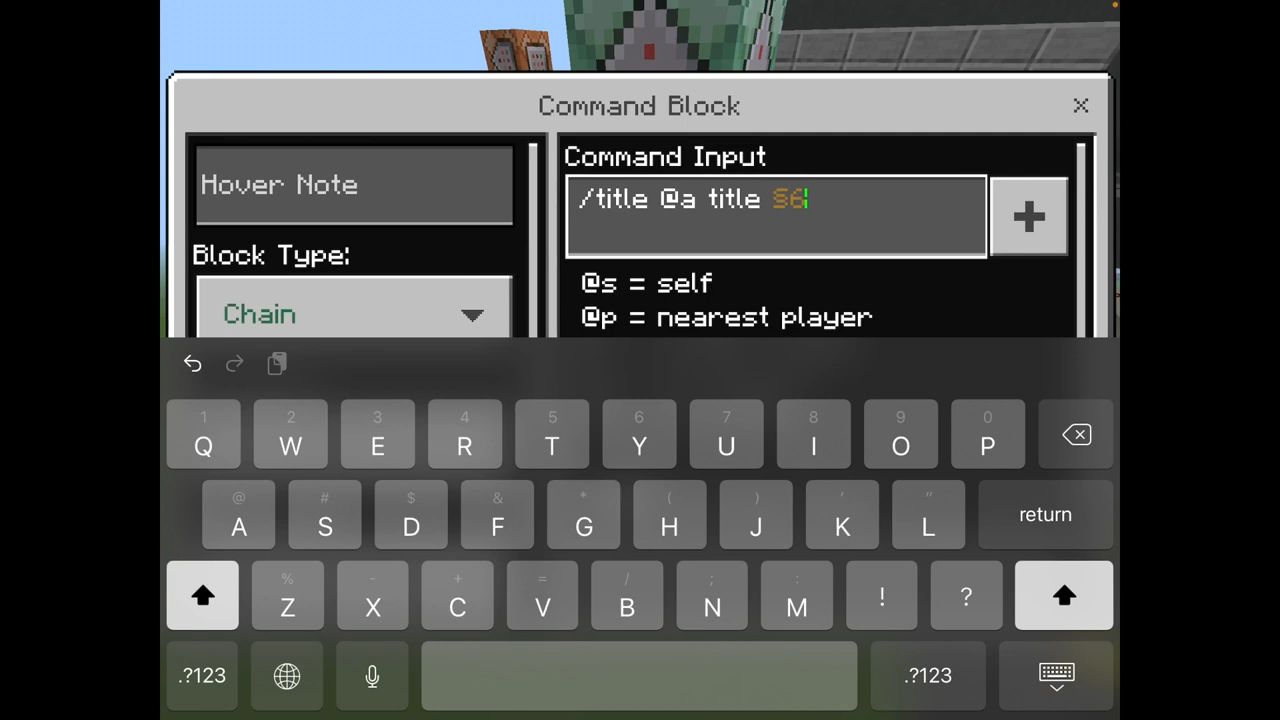 Command Block
Hover Note
Block Type:
Chain
Command Input
/title @a title §6
@s = self
@p = nearest player
1 2 3 4 5 6 7 8 9 0
Q W E R T Y U I O P
@ # $ & * ( ) ' "
A S D F G H J K L return
% - + = / ; :
Z X C V B N M ! ?
.?123 .?123